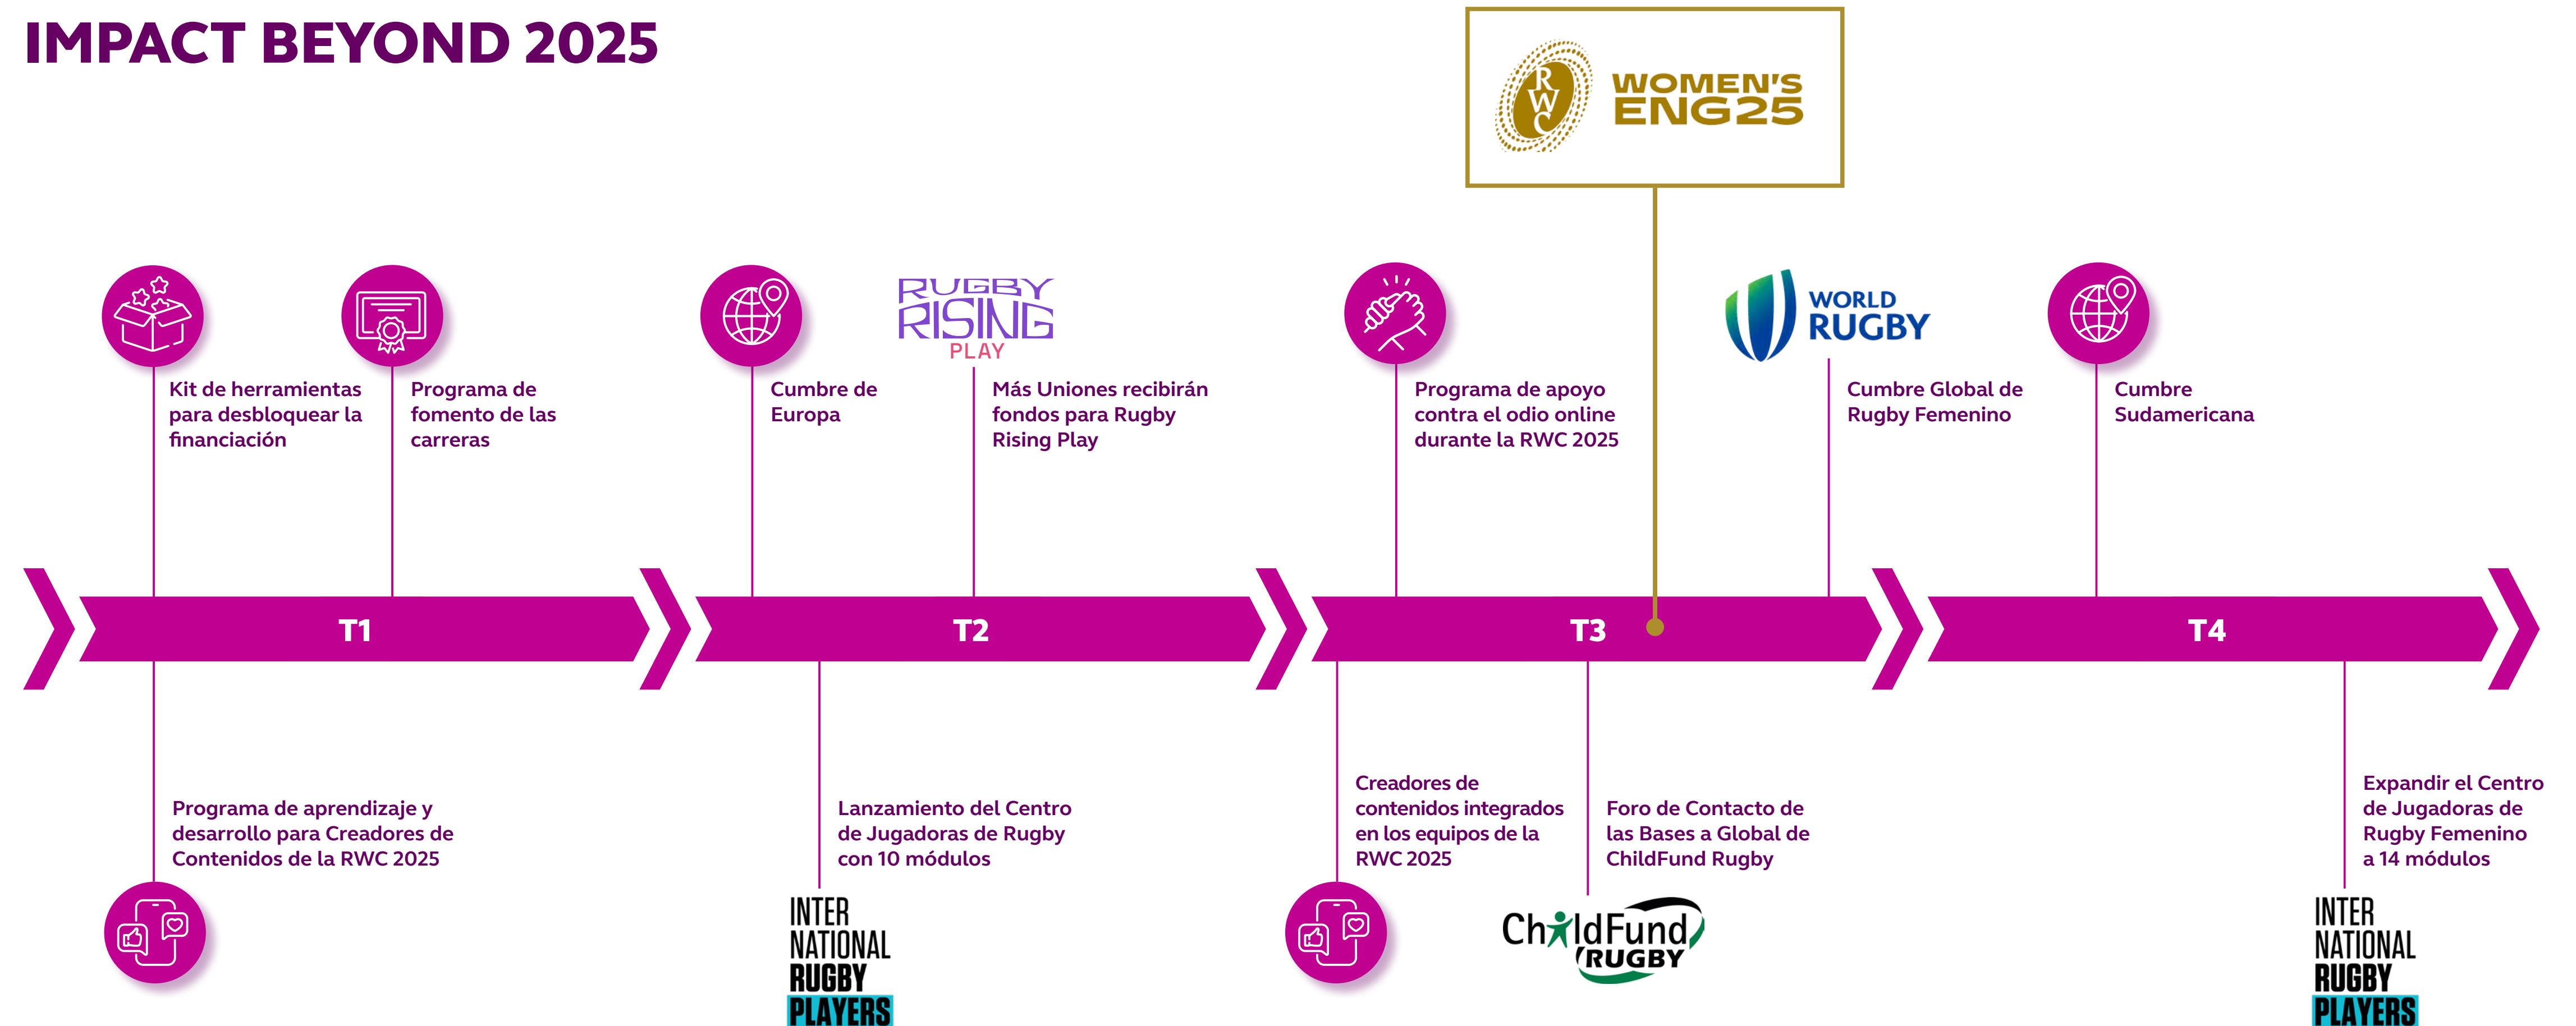 IMPACT BEYOND 2025
RWC
WOMEN'S
ENG25
Kit de herramientas
para desbloquear la
financiación
Programa de
fomento de las
carreras
Cumbre de
Europa
RUGBY
RISING
PLAY
Más Uniones recibirán
fondos para Rugby
Rising Play
Programa de apoyo
contra el odio online
durante la RWC 2025
WORLD
RUGBY
Cumbre Global de
Rugby Femenino
Cumbre
Sudamericana
T1
T2
T3
T4
Programa de aprendizaje y
desarrollo para Creadores de
Contenidos de la RWC 2025
Lanzamiento del Centro
de Jugadoras de Rugby
con 10 módulos
INTER
NATIONAL
RUGBY
PLAYERS
Creadores de
contenidos integrados
en los equipos de la
RWC 2025
Foro de Contacto de
las Bases a Global de
ChildFund Rugby
ChildFund
RUGBY
Expandir el Centro
de Jugadoras de
Rugby Femenino
a 14 módulos
INTER
NATIONAL
RUGBY
PLAYERS